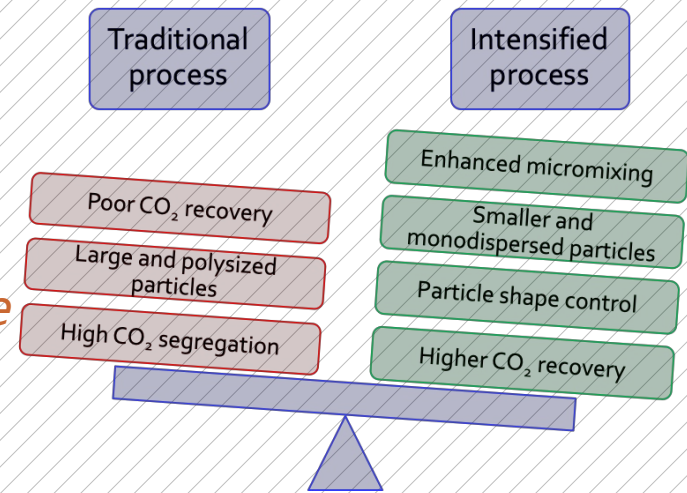 Traditional
process
Intensified
process
Poor CO₂ recovery
Large and polysized
particles
High CO₂ segregation
Enhanced micromixing
Smaller and
monodispersed particles
Particle shape control
Higher CO₂ recovery
e